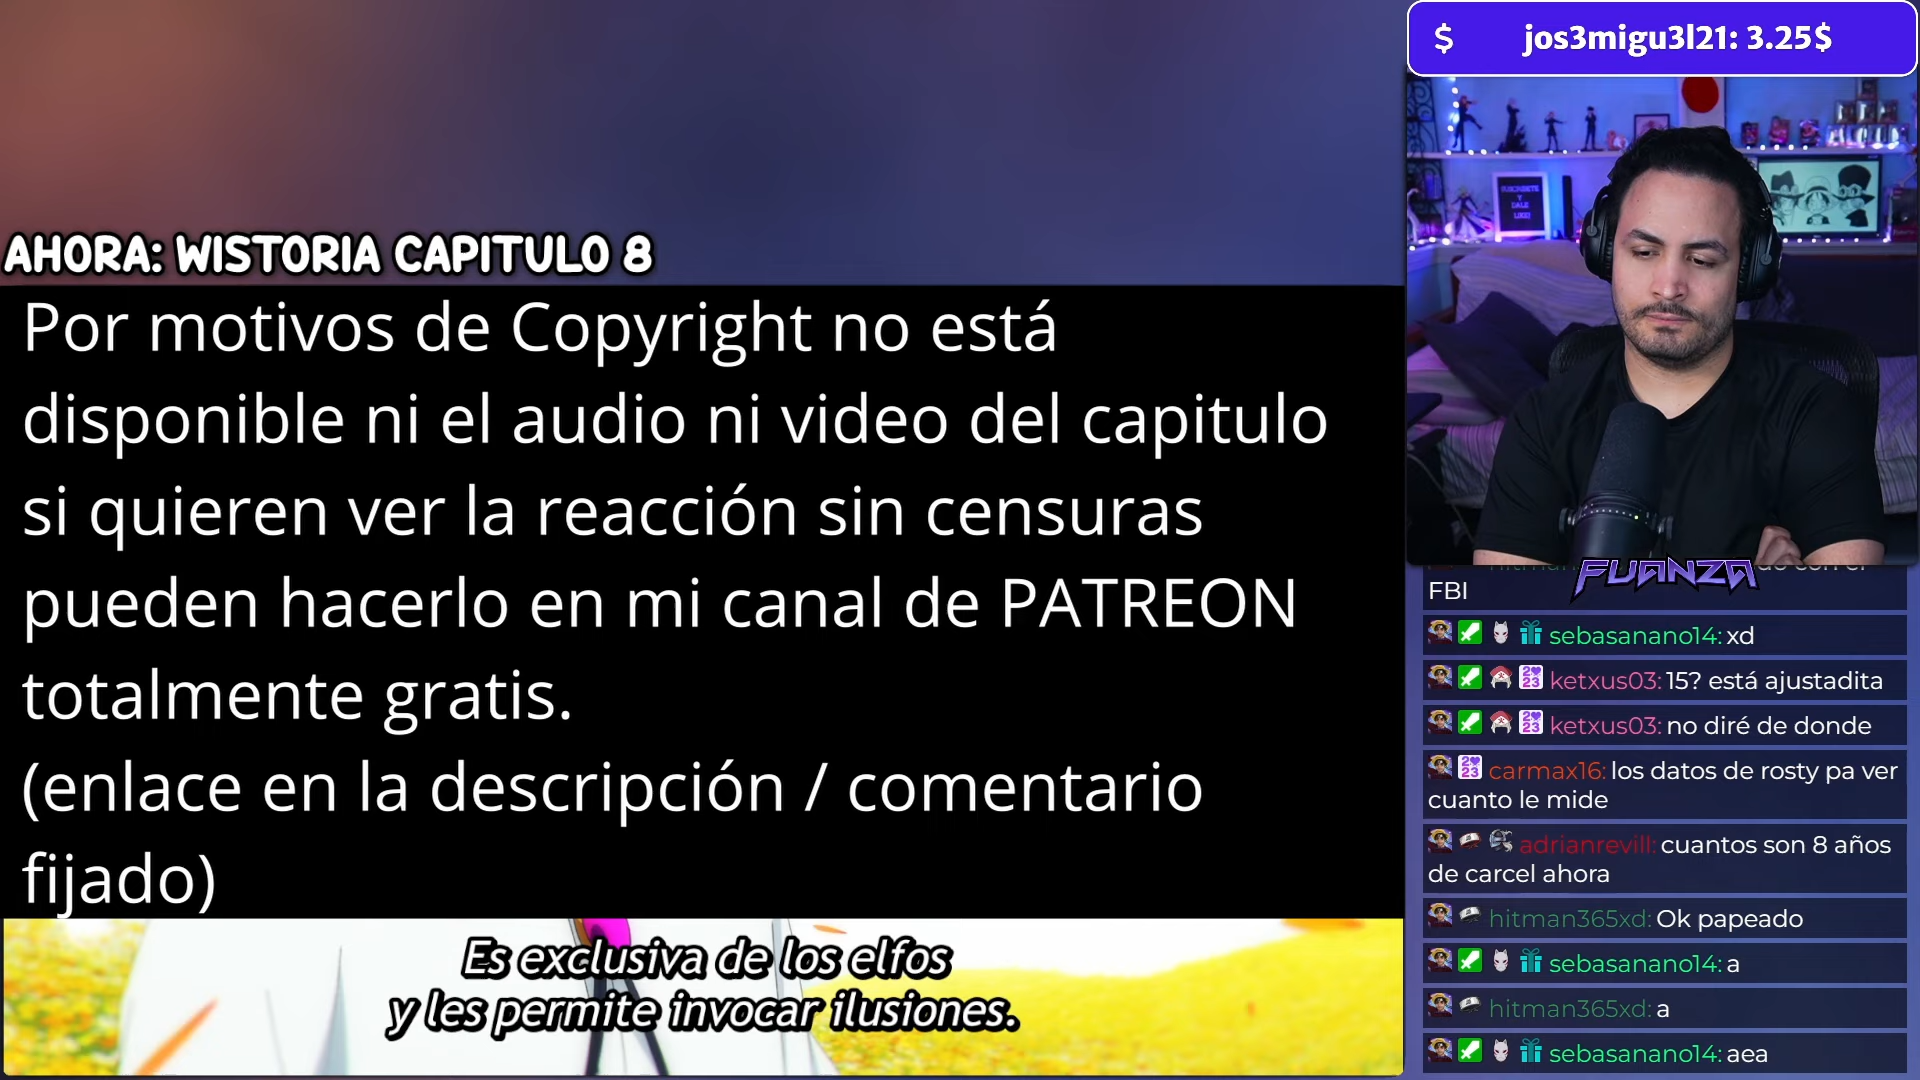 $ jos3migu3l21: 3.25$
AHORA: WISTORIA CAPITULO 8
Por motivos de Copyright no está
disponible ni el audio ni video del capitulo
si quieren ver la reacción sin censuras
pueden hacerlo en mi canal de PATREON
totalmente gratis.
(enlace en la descripción / comentario
fijado)
Es exclusiva de los elfos
y les permite invocar ilusiones.
SUSCRIBETE
Y
DALE
LIKE!
FUANZA
FBI
sebasanano14: xd
ketxus03: 15? está ajustadita
ketxus03: no diré de donde
carmax16: los datos de rosty pa ver
cuanto le mide
adrianrevill: cuantos son 8 años
de carcel ahora
hitman365xd: Ok papeado
sebasanano14: a
hitman365xd: a
sebasanano14: aea